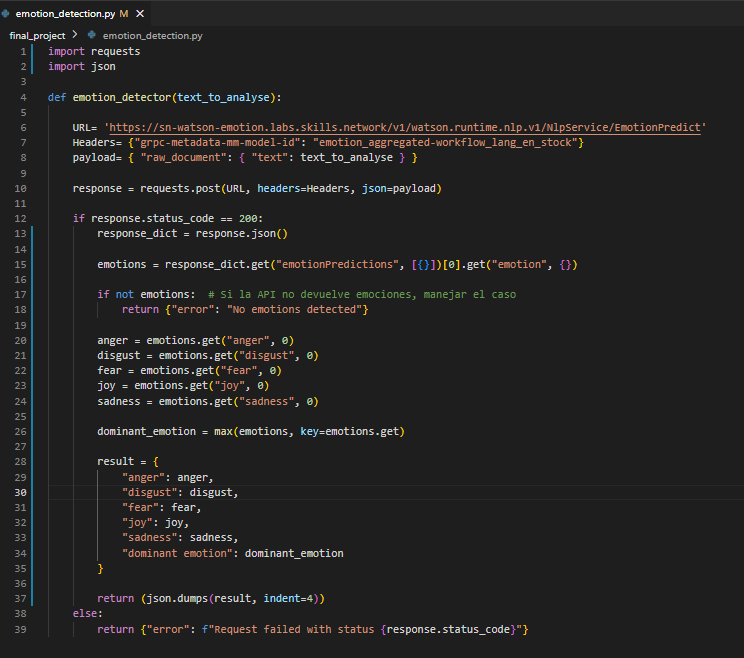 emotion_detection.py M ×
final_project > emotion_detection.py
1 import requests
2 import json
3
4 def emotion_detector(text_to_analyse):
5
6     URL= 'https://sn-watson-emotion.labs.skills.network/v1/watson.runtime.nlp.v1/NlpService/EmotionPredict'
7     Headers= {"grpc-metadata-mm-model-id": "emotion_aggregated-workflow_lang_en_stock"}
8     payload= { "raw_document": { "text": text_to_analyse } }
9
10     response = requests.post(URL, headers=Headers, json=payload)
11
12     if response.status_code == 200:
13         response_dict = response.json()
14
15         emotions = response_dict.get("emotionPredictions", [{}])[0].get("emotion", {})
16
17         if not emotions:  # Si la API no devuelve emociones, manejar el caso
18             return {"error": "No emotions detected"}
19
20         anger = emotions.get("anger", 0)
21         disgust = emotions.get("disgust", 0)
22         fear = emotions.get("fear", 0)
23         joy = emotions.get("joy", 0)
24         sadness = emotions.get("sadness", 0)
25
26         dominant_emotion = max(emotions, key=emotions.get)
27
28         result = {
29             "anger": anger,
30             "disgust": disgust,
31             "fear": fear,
32             "joy": joy,
33             "sadness": sadness,
34             "dominant emotion": dominant_emotion
35         }
36
37         return (json.dumps(result, indent=4))
38     else:
39         return {"error": f"Request failed with status {response.status_code}"}